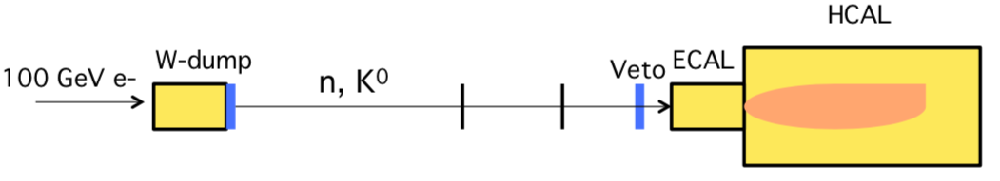 HCAL
W-dump
Veto ECAL
100 GeV e-
n, K⁰